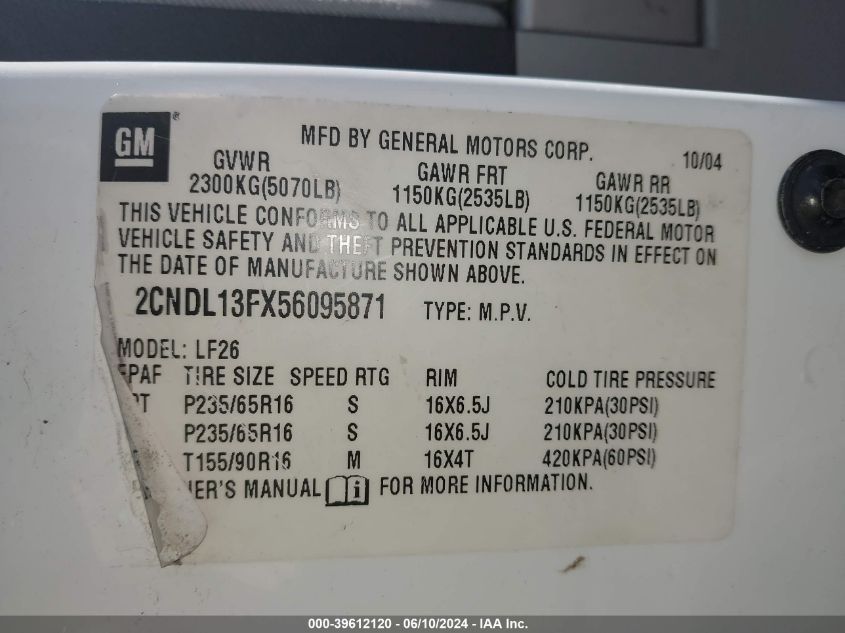 GM ®
MFD BY GENERAL MOTORS CORP. 10/04
GVWR GAWR FRT GAWR RR
2300KG(5070LB) 1150KG(2535LB) 1150KG(2535LB)
THIS VEHICLE CONFORMS TO ALL APPLICABLE U.S. FEDERAL MOTOR
VEHICLE SAFETY AND THEFT PREVENTION STANDARDS IN EFFECT ON
THE DATE OF MANUFACTURE SHOWN ABOVE.
2CNDL13FX56095871 TYPE: M.P.V.
MODEL: LF26
TIRE SIZE SPEED RTG RIM COLD TIRE PRESSURE
P235/65R16 S 16X6.5J 210KPA(30PSI)
P235/65R16 S 16X6.5J 210KPA(30PSI)
T155/90R16 M 16X4T 420KPA(60PSI)
MANUAL i FOR MORE INFORMATION.
000-39612120 - 06/10/2024 - IAA Inc.